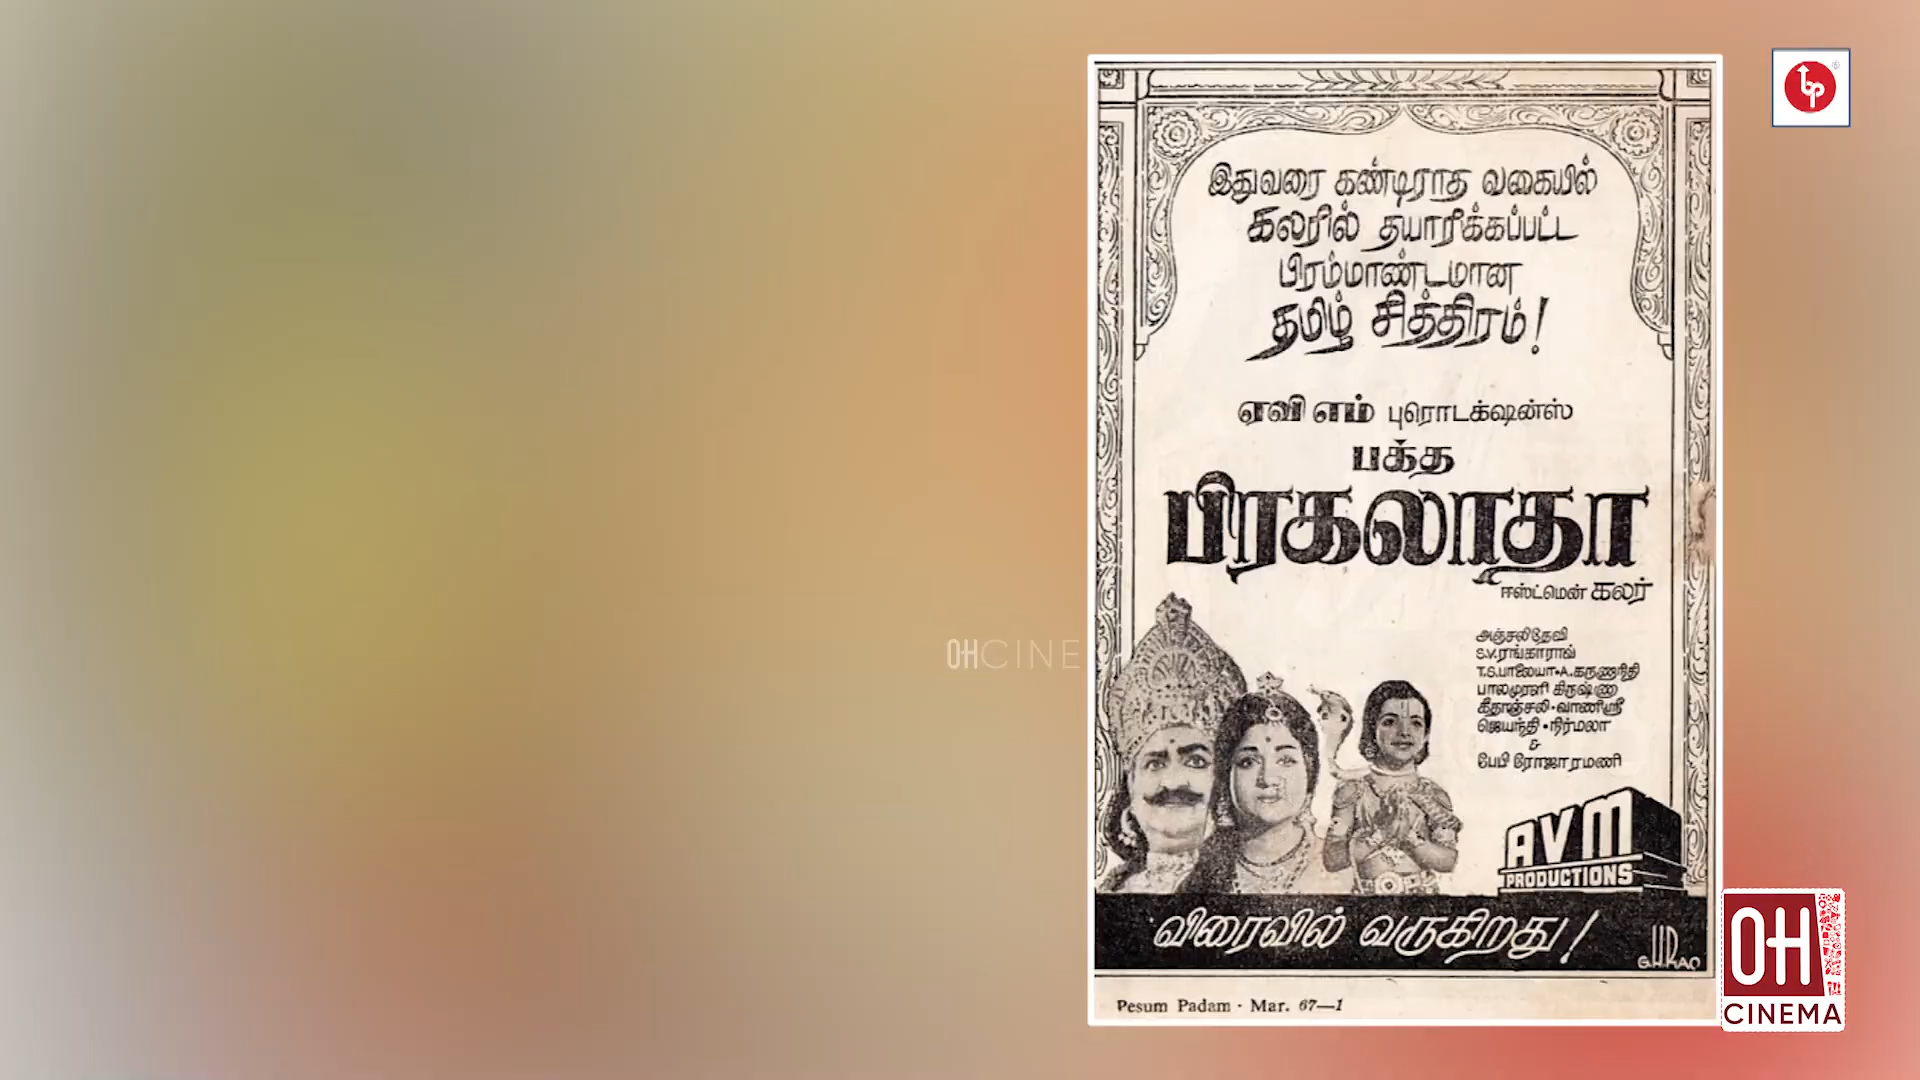 இதுவரை கண்டிராத வகையில்
கலரில் தயாரிக்கப்பட்ட
பிரம்மாண்டமான
தமிழ் சித்திரம்!
ஏவி எம் புரொடக்ஷன்ஸ்
பக்த
பிரகலாதா
ஈஸ்ட்மென் கலர்
அஞ்சலிதேவி
S.V.ரங்காராவ்
T.S.பாலையா•A.கருணாநிதி
பாலமுரளி கிருஷ்ணா
கீதாஞ்சலி•வாணிஸ்ரீ
ஜெயந்தி•நிர்மலா
&
பேபி ரோஜாரமணி
AVM
PRODUCTIONS
விரைவில் வருகிறது!
G.H.RAO
Pesum Padam · Mar. 67—1
OHCINE
bp
OH
CINEMA